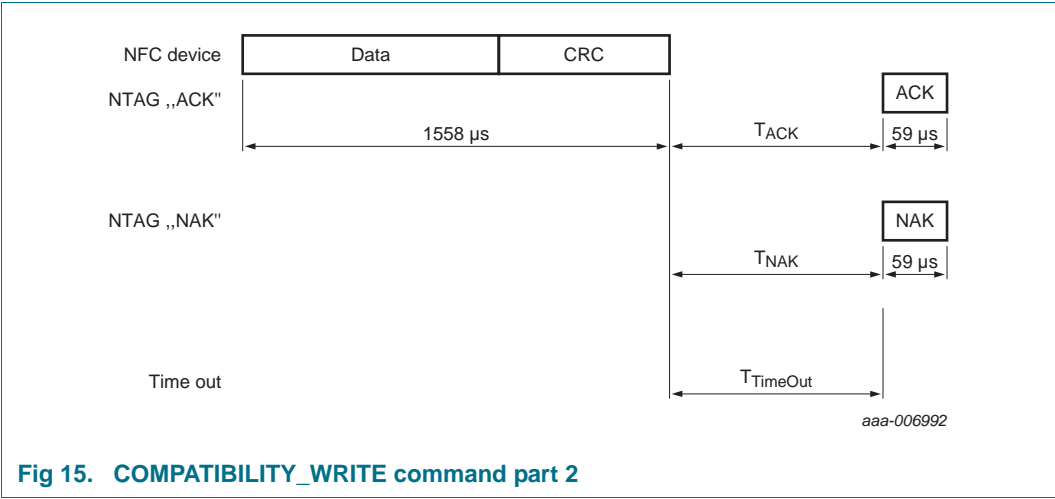 NFC device Data CRC
NTAG ,,ACK" ACK
1558 µs TACK 59 µs
NTAG ,,NAK" NAK
TNAK 59 µs
Time out TTimeOut
aaa-006992
Fig 15. COMPATIBILITY_WRITE command part 2